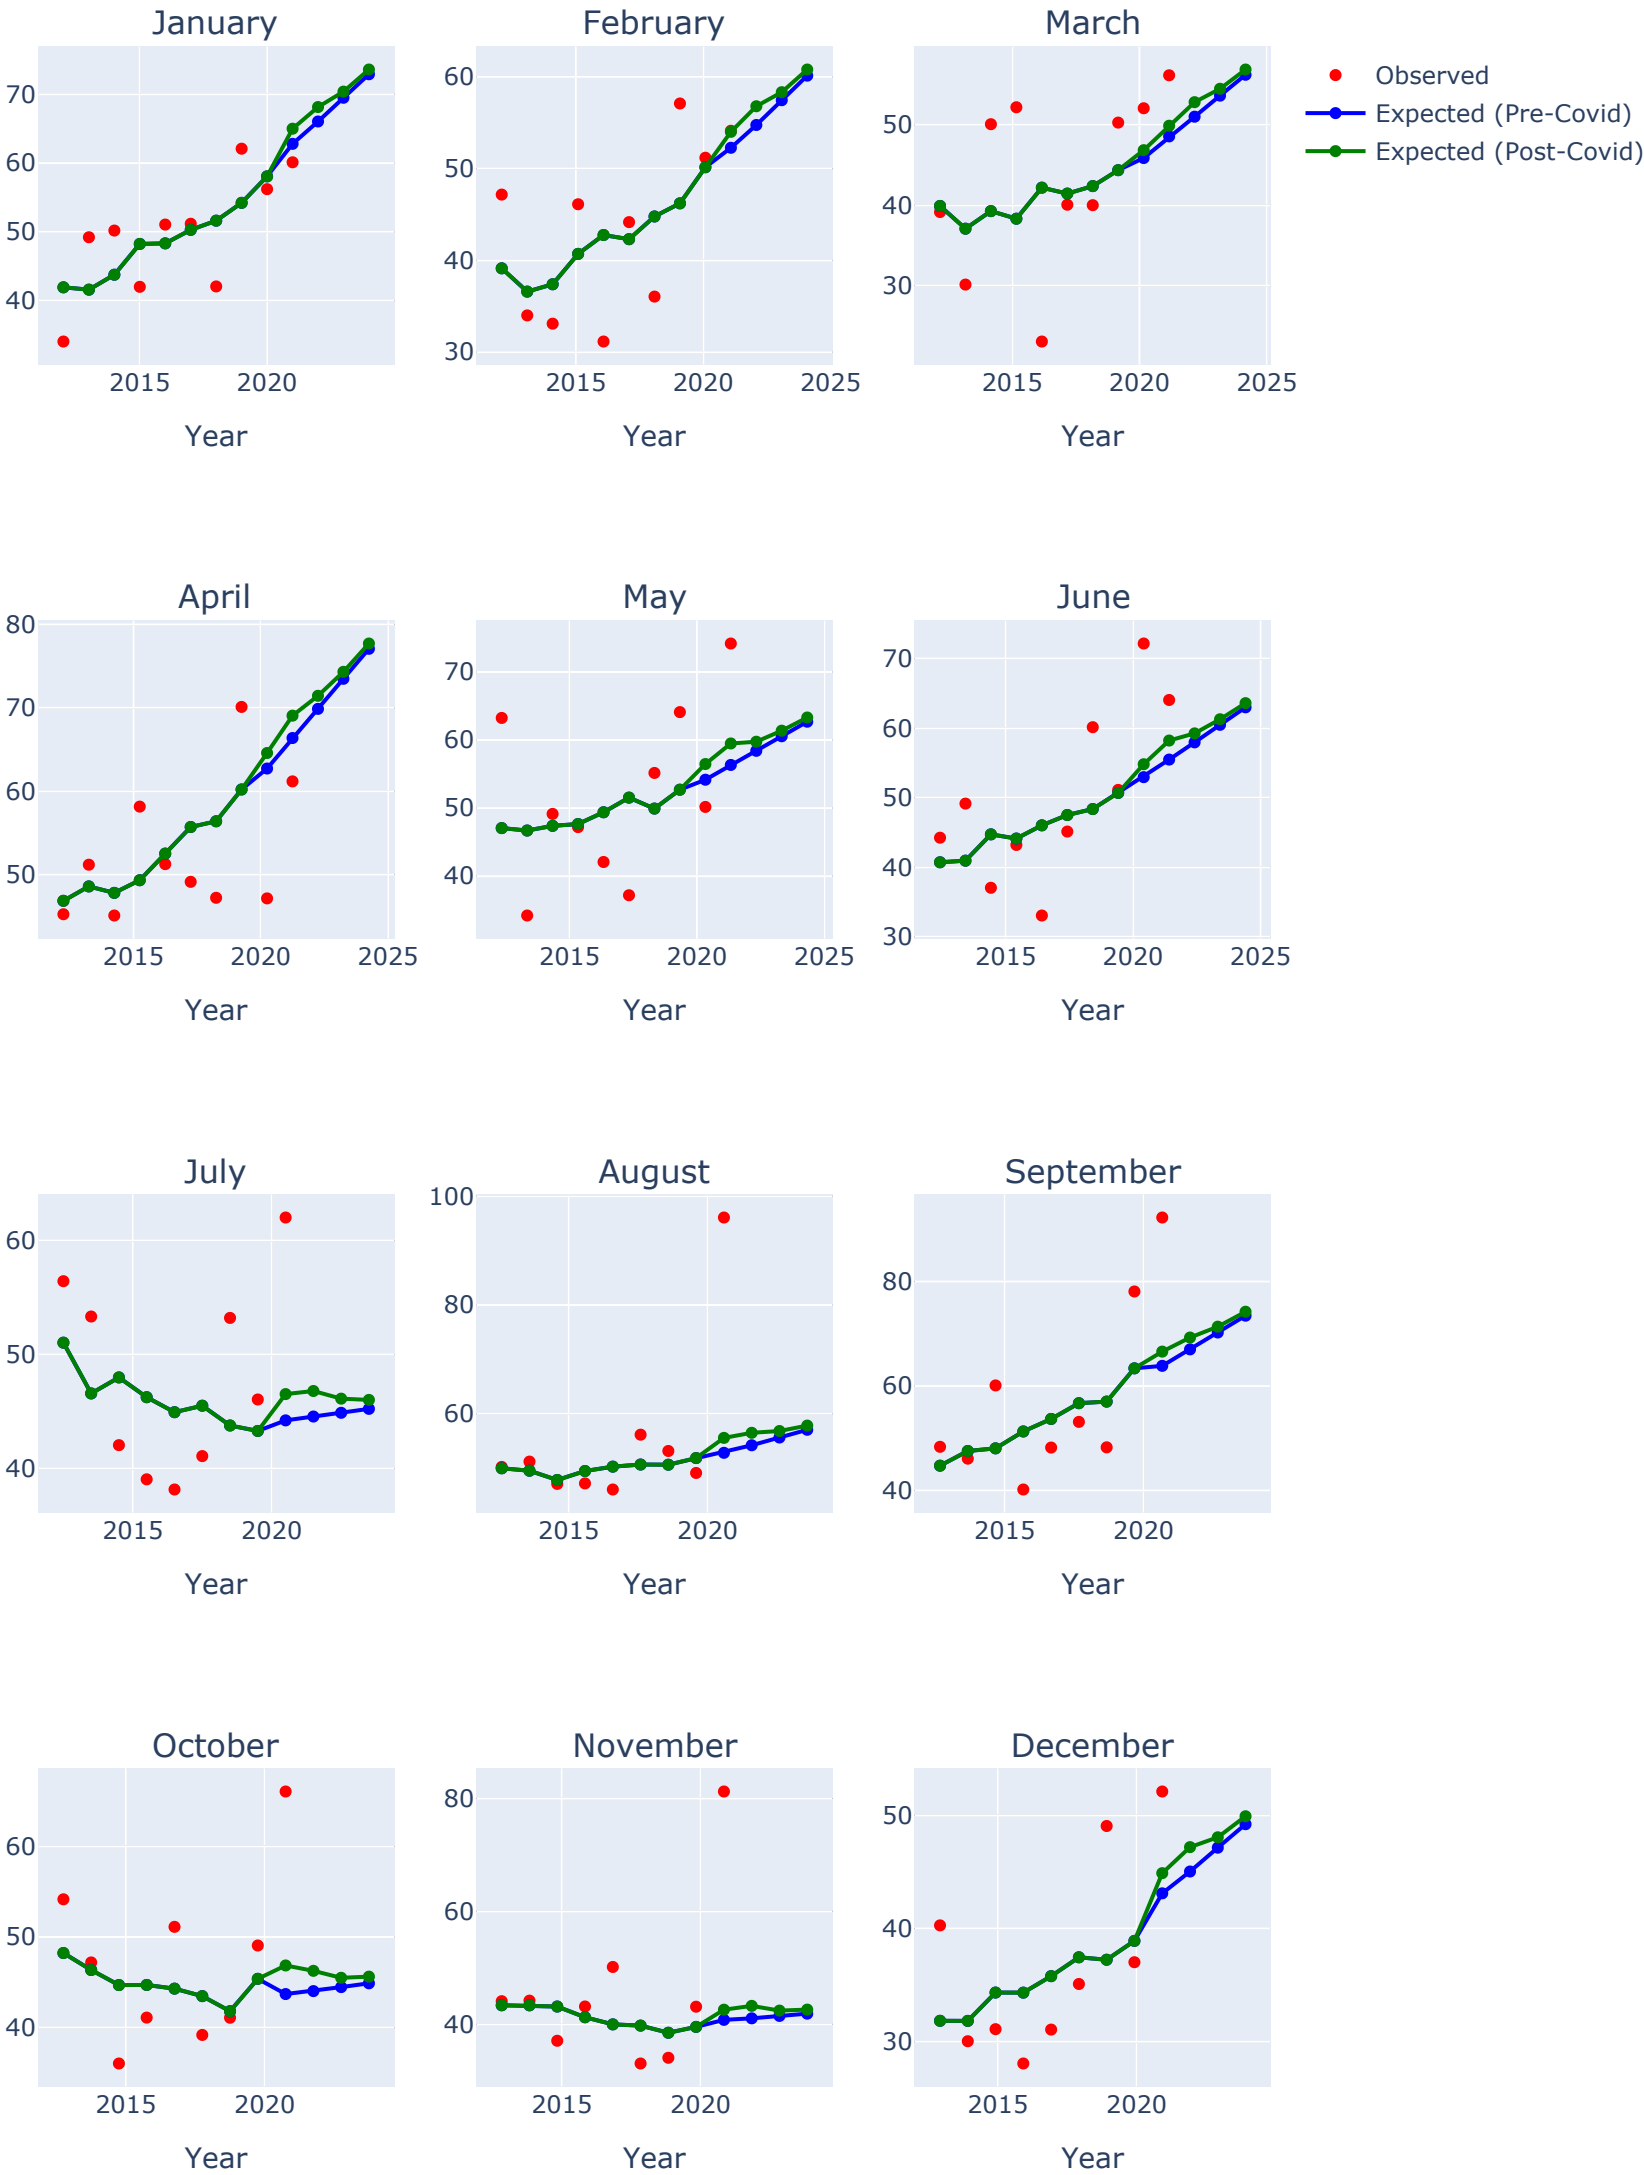 January
February
March
Observed
Expected (Pre-Covid)
Expected (Post-Covid)
70
60
50
40
2015
2020
Year
60
50
40
30
2015
2020
2025
Year
50
40
30
2015
2020
2025
Year
April
May
June
80
70
60
50
2015
2020
2025
Year
70
60
50
40
2015
2020
2025
Year
70
60
50
40
30
2015
2020
2025
Year
July
August
September
60
50
40
2015
2020
Year
100
80
60
2015
2020
Year
80
60
40
2015
2020
Year
October
November
December
60
50
40
2015
2020
Year
80
60
40
2015
2020
Year
50
40
30
2015
2020
Year